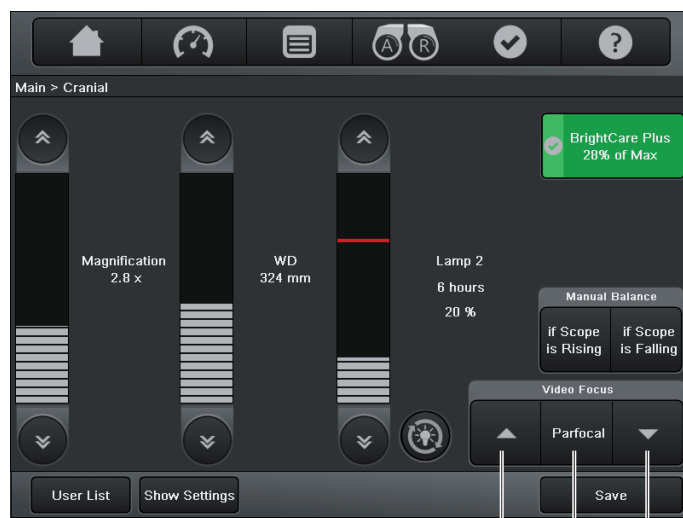 A R
?
Main > Cranial
BrightCare Plus
28% of Max
Magnification
2.8 x
WD
324 mm
Lamp 2
6 hours
20 %
Manual Balance
if Scope
is Rising
if Scope
is Falling
Video Focus
Parfocal
User List
Show Settings
Save